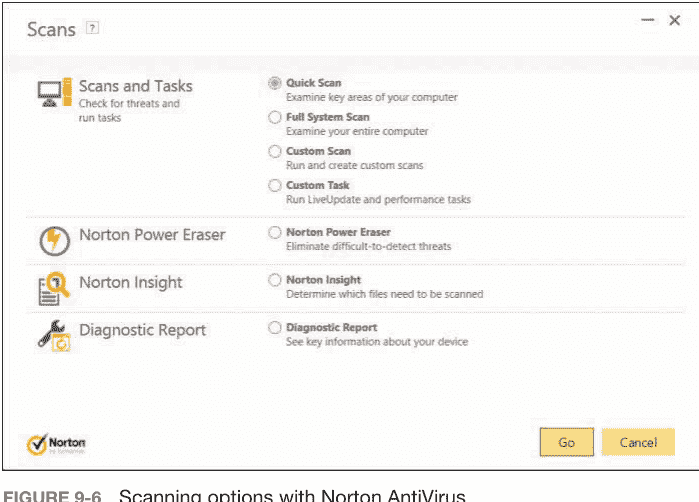 Scans ?
Scans and Tasks
Check for threats and
run tasks
Quick Scan
Examine key areas of your computer
Full System Scan
Examine your entire computer
Custom Scan
Run and create custom scans
Custom Task
Run LiveUpdate and performance tasks
Norton Power Eraser
Norton Power Eraser
Eliminate difficult-to-detect threats
Norton Insight
Norton Insight
Determine which files need to be scanned
Diagnostic Report
Diagnostic Report
See key information about your device
Norton
Go
Cancel
FIGURE 9-6 Scanning options with Norton AntiVirus